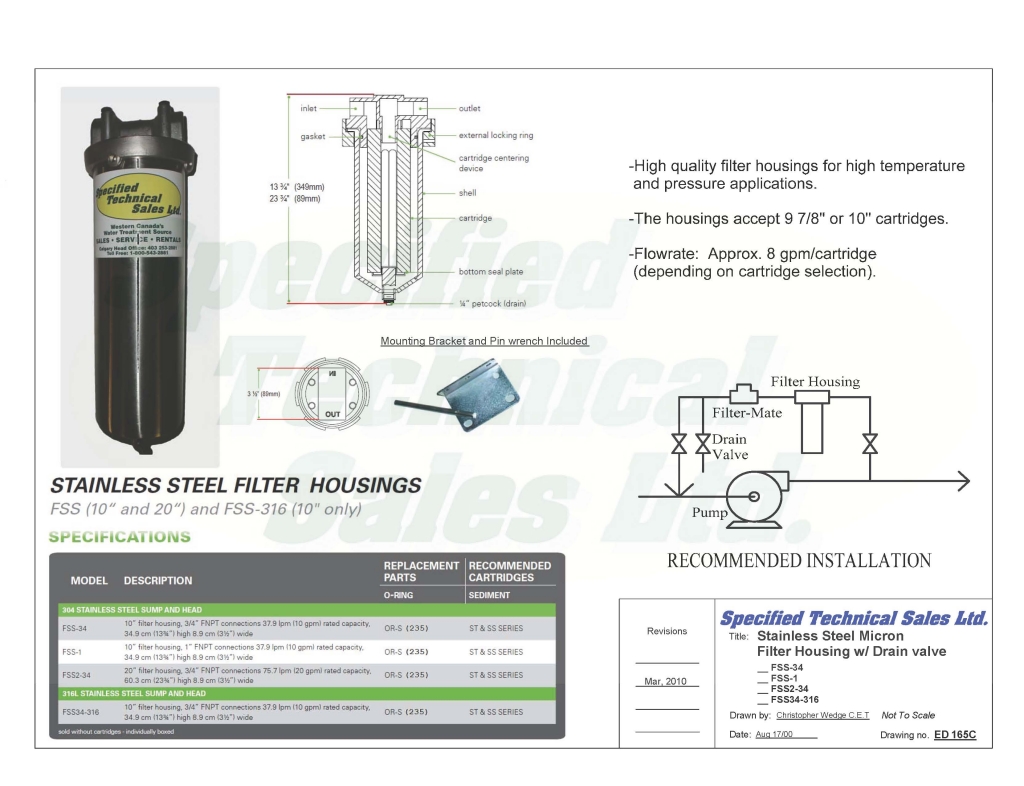 Specified
Technical
Sales Ltd.
Western Canada's
Water Treatment Source
SALES • SERVICE • RENTALS
Calgary Head Office: 403 253-3601
inlet
outlet
gasket
external locking ring
cartridge centering
device
13 ¾" (349mm)
23 ¾" (89mm)
shell
cartridge
bottom seal plate
¼" petcock (drain)
-High quality filter housings for high temperature
and pressure applications.
-The housings accept 9 7/8" or 10" cartridges.
-Flowrate: Approx. 8 gpm/cartridge
(depending on cartridge selection).
Mounting Bracket and Pin wrench Included
3 ½" (89mm)
IN
OUT
Filter Housing
Filter-Mate
Drain
Valve
Pump
RECOMMENDED INSTALLATION
Specified
Technical
Sales Ltd.
STAINLESS STEEL FILTER HOUSINGS
FSS (10" and 20") and FSS-316 (10" only)
SPECIFICATIONS
MODEL DESCRIPTION REPLACEMENT PARTS RECOMMENDED CARTRIDGES
O-RING SEDIMENT
304 STAINLESS STEEL SUMP AND HEAD
FSS-34 10" filter housing, 3/4" FNPT connections 37.9 lpm (10 gpm) rated capacity, OR-S (235) ST & SS SERIES
34.9 cm (13¾") high 8.9 cm (3½") wide
FSS-1 10" filter housing, 1" FNPT connections 37.9 lpm (10 gpm) rated capacity, OR-S (235) ST & SS SERIES
34.9 cm (13¾") high 8.9 cm (3½") wide
FSS2-34 20" filter housing, 3/4" FNPT connections 75.7 lpm (20 gpm) rated capacity, OR-S (235) ST & SS SERIES
60.3 cm (23¾") high 8.9 cm (3½") wide
316L STAINLESS STEEL SUMP AND HEAD
FSS34-316 10" filter housing, 3/4" FNPT connections 37.9 lpm (10 gpm) rated capacity, OR-S (235) ST & SS SERIES
34.9 cm (13¾") high 8.9 cm (3½") wide
sold without cartridges - individually boxed
Revisions
Mar, 2010
Specified Technical Sales Ltd.
Title: Stainless Steel Micron
Filter Housing w/ Drain valve
__ FSS-34
__ FSS-1
__ FSS2-34
__ FSS34-316
Drawn by: Christopher Wedge C.E.T Not To Scale
Date: Aug 17/00 Drawing no. ED 165C